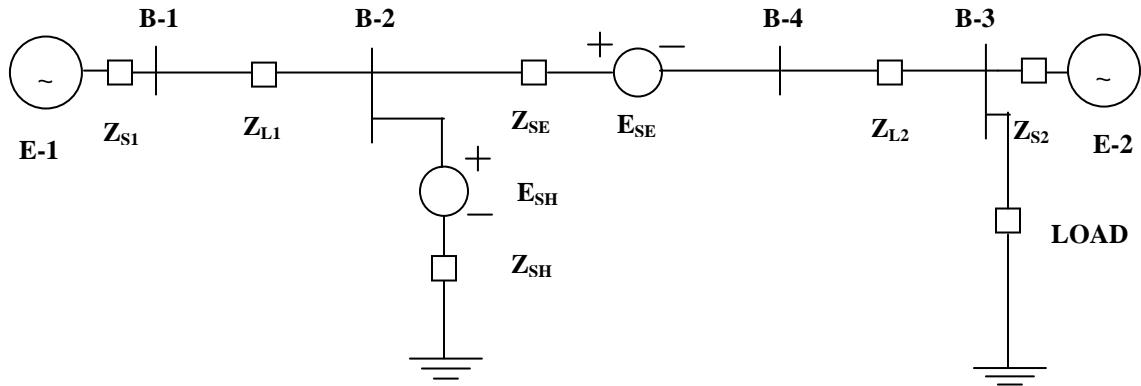 B-1
B-2
B-4
B-3
+
−
~
~
Z_S1
Z_L1
Z_SE
E_SE
Z_L2
Z_S2
E-1
E-2
+
E_SH
−
LOAD
Z_SH